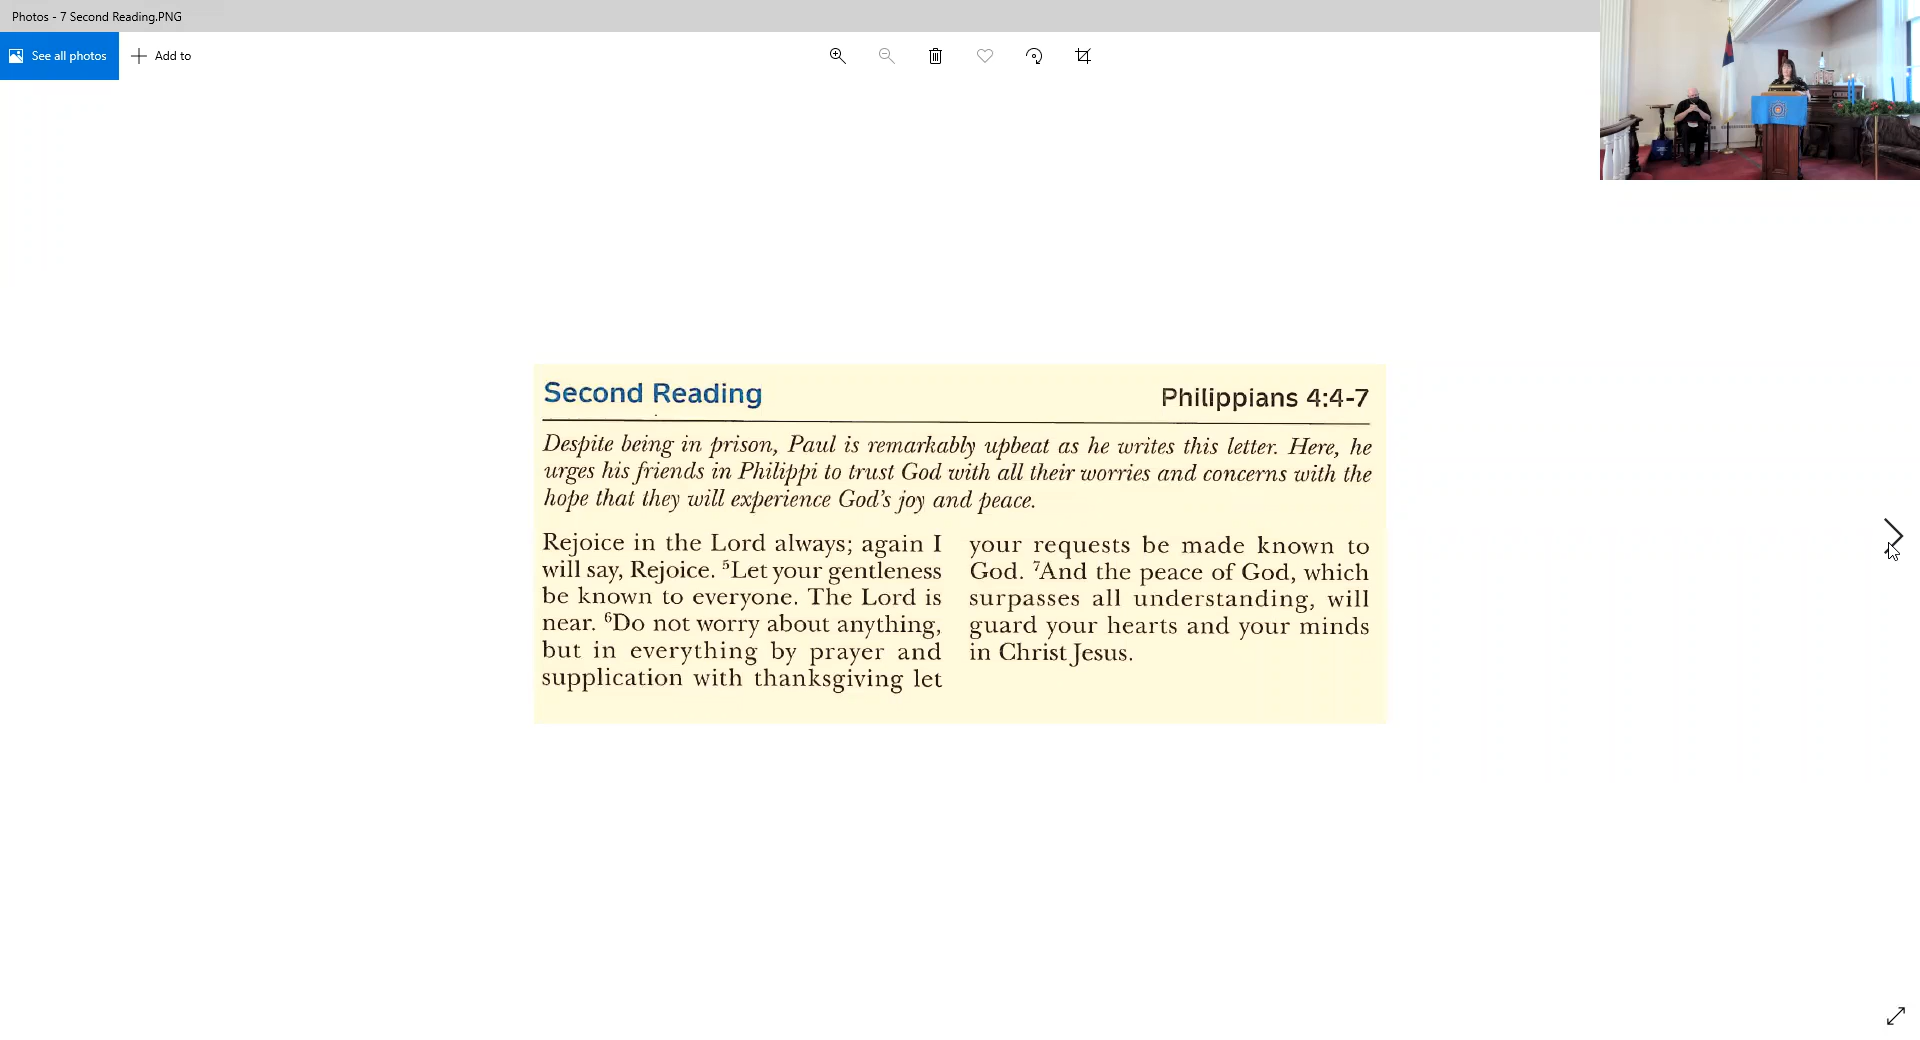 Photos - 7 Second Reading.PNG
See all photos
Add to
Second Reading
Philippians 4:4-7
Despite being in prison, Paul is remarkably upbeat as he writes this letter. Here, he
urges his friends in Philippi to trust God with all their worries and concerns with the
hope that they will experience God's joy and peace.
Rejoice in the Lord always; again I
will say, Rejoice. ⁵Let your gentleness
be known to everyone. The Lord is
near. ⁶Do not worry about anything,
but in everything by prayer and
supplication with thanksgiving let
your requests be made known to
God. ⁷And the peace of God, which
surpasses all understanding, will
guard your hearts and your minds
in Christ Jesus.